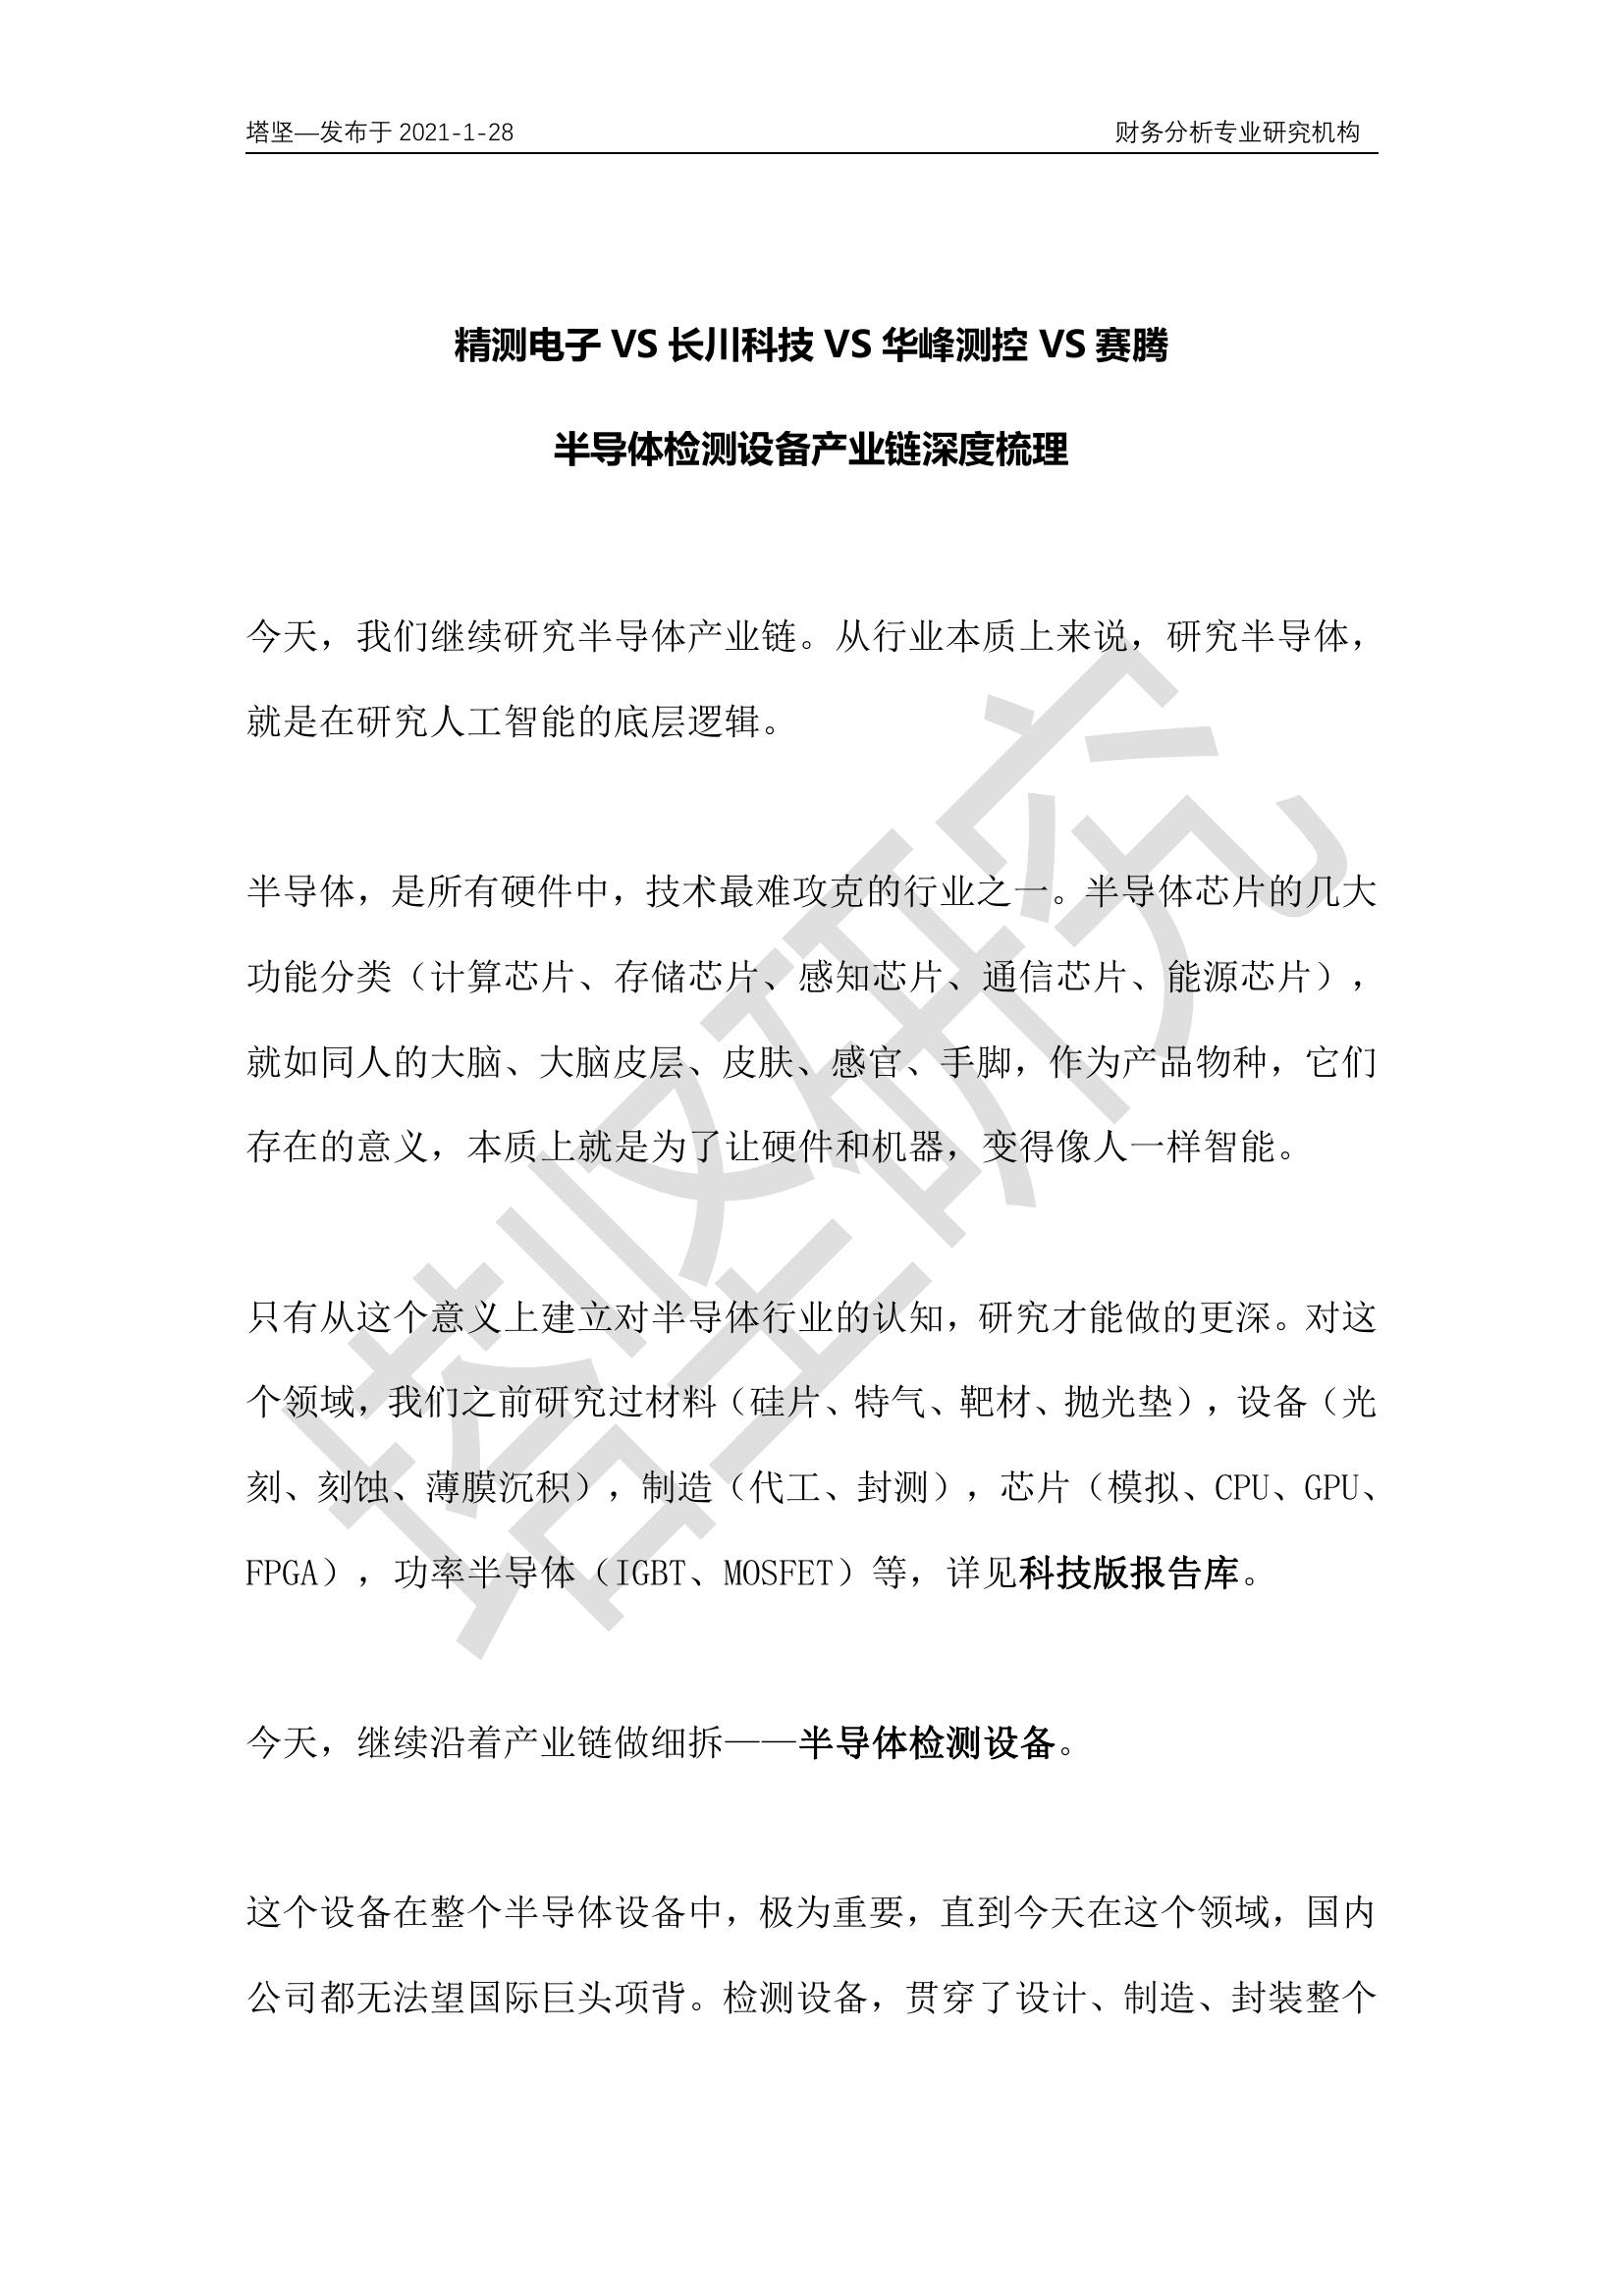 塔坚—发布于 2021-1-28 财务分析专业研究机构
精测电子 VS 长川科技 VS 华峰测控 VS 赛腾
半导体检测设备产业链深度梳理
今天，我们继续研究半导体产业链。从行业本质上来说，研究半导体，
就是在研究人工智能的底层逻辑。
半导体，是所有硬件中，技术最难攻克的行业之一。半导体芯片的几大
功能分类（计算芯片、存储芯片、感知芯片、通信芯片、能源芯片），
就如同人的大脑、大脑皮层、皮肤、感官、手脚，作为产品物种，它们
存在的意义，本质上就是为了让硬件和机器，变得像人一样智能。
只有从这个意义上建立对半导体行业的认知，研究才能做的更深。对这
个领域，我们之前研究过材料（硅片、特气、靶材、抛光垫），设备（光
刻、刻蚀、薄膜沉积），制造（代工、封测），芯片（模拟、CPU、GPU、
FPGA），功率半导体（IGBT、MOSFET）等，详见科技版报告库。
今天，继续沿着产业链做细拆——半导体检测设备。
这个设备在整个半导体设备中，极为重要，直到今天在这个领域，国内
公司都无法望国际巨头项背。检测设备，贯穿了设计、制造、封装整个
塔坚研究